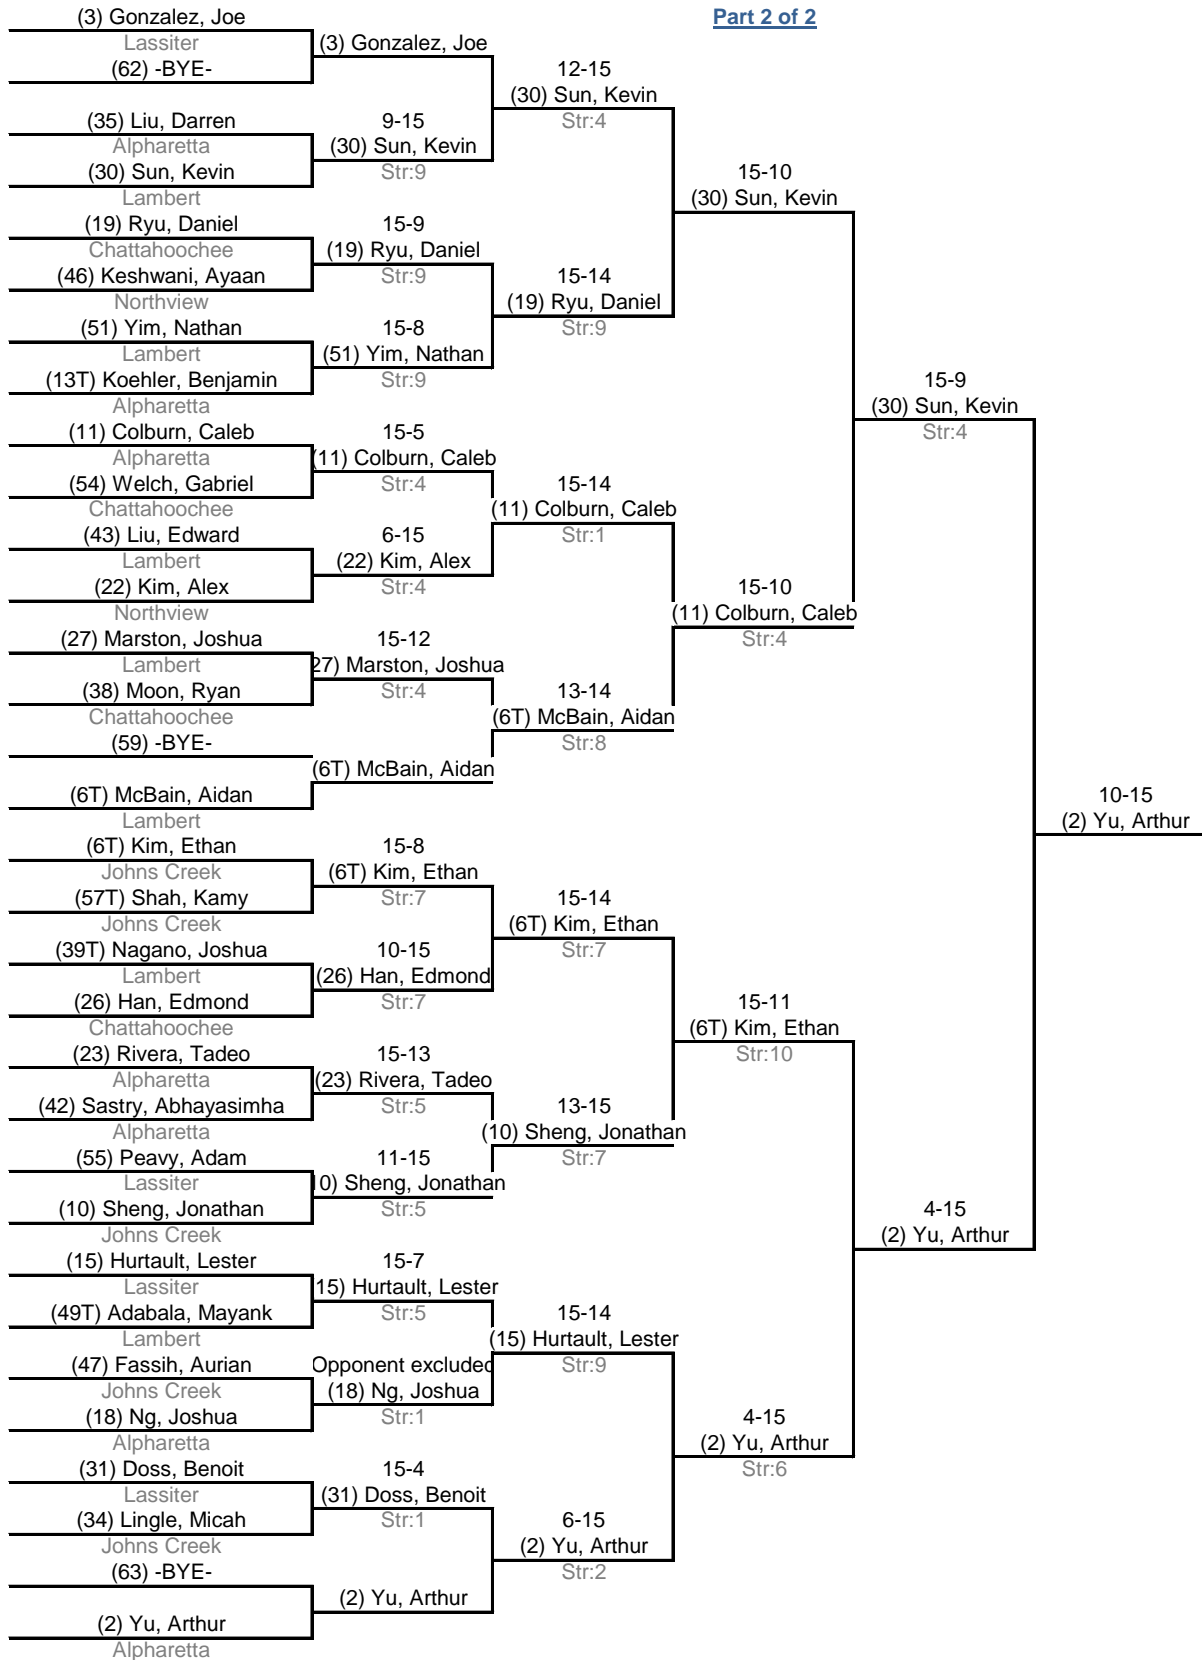 Part 2 of 2
(3) Gonzalez, Joe
Lassiter
(62) -BYE-
(35) Liu, Darren
Alpharetta
(30) Sun, Kevin
Lambert
(19) Ryu, Daniel
Chattahoochee
(46) Keshwani, Ayaan
Northview
(51) Yim, Nathan
Lambert
(13T) Koehler, Benjamin
Alpharetta
(11) Colburn, Caleb
Alpharetta
(54) Welch, Gabriel
Chattahoochee
(43) Liu, Edward
Lambert
(22) Kim, Alex
Northview
(27) Marston, Joshua
Lambert
(38) Moon, Ryan
Chattahoochee
(59) -BYE-
(6T) McBain, Aidan
Lambert
(6T) Kim, Ethan
Johns Creek
(57T) Shah, Kamy
Johns Creek
(39T) Nagano, Joshua
Lambert
(26) Han, Edmond
Chattahoochee
(23) Rivera, Tadeo
Alpharetta
(42) Sastry, Abhayasimha
Alpharetta
(55) Peavy, Adam
Lassiter
(10) Sheng, Jonathan
Johns Creek
(15) Hurtault, Lester
Lassiter
(49T) Adabala, Mayank
Lambert
(47) Fassih, Aurian
Johns Creek
(18) Ng, Joshua
Alpharetta
(31) Doss, Benoit
Lassiter
(34) Lingle, Micah
Johns Creek
(63) -BYE-
(2) Yu, Arthur
Alpharetta
(3) Gonzalez, Joe
9-15
(30) Sun, Kevin
Str:9
15-9
(19) Ryu, Daniel
Str:9
15-8
(51) Yim, Nathan
Str:9
15-5
(11) Colburn, Caleb
Str:4
6-15
(22) Kim, Alex
Str:4
15-12
27) Marston, Joshua
Str:4
(6T) McBain, Aidan
15-8
(6T) Kim, Ethan
Str:7
10-15
(26) Han, Edmond
Str:7
15-13
(23) Rivera, Tadeo
Str:5
11-15
0) Sheng, Jonathan
Str:5
15-7
15) Hurtault, Lester
Str:5
Opponent excluded
(18) Ng, Joshua
Str:1
15-4
(31) Doss, Benoit
Str:1
(2) Yu, Arthur
12-15
(30) Sun, Kevin
Str:4
15-14
(19) Ryu, Daniel
Str:9
15-14
(11) Colburn, Caleb
Str:1
13-14
(6T) McBain, Aidan
Str:8
15-14
(6T) Kim, Ethan
Str:7
13-15
(10) Sheng, Jonathan
Str:7
15-14
(15) Hurtault, Lester
Str:9
6-15
(2) Yu, Arthur
Str:2
15-10
(30) Sun, Kevin
15-10
(11) Colburn, Caleb
Str:4
15-11
(6T) Kim, Ethan
Str:10
4-15
(2) Yu, Arthur
Str:6
15-9
(30) Sun, Kevin
Str:4
4-15
(2) Yu, Arthur
10-15
(2) Yu, Arthur